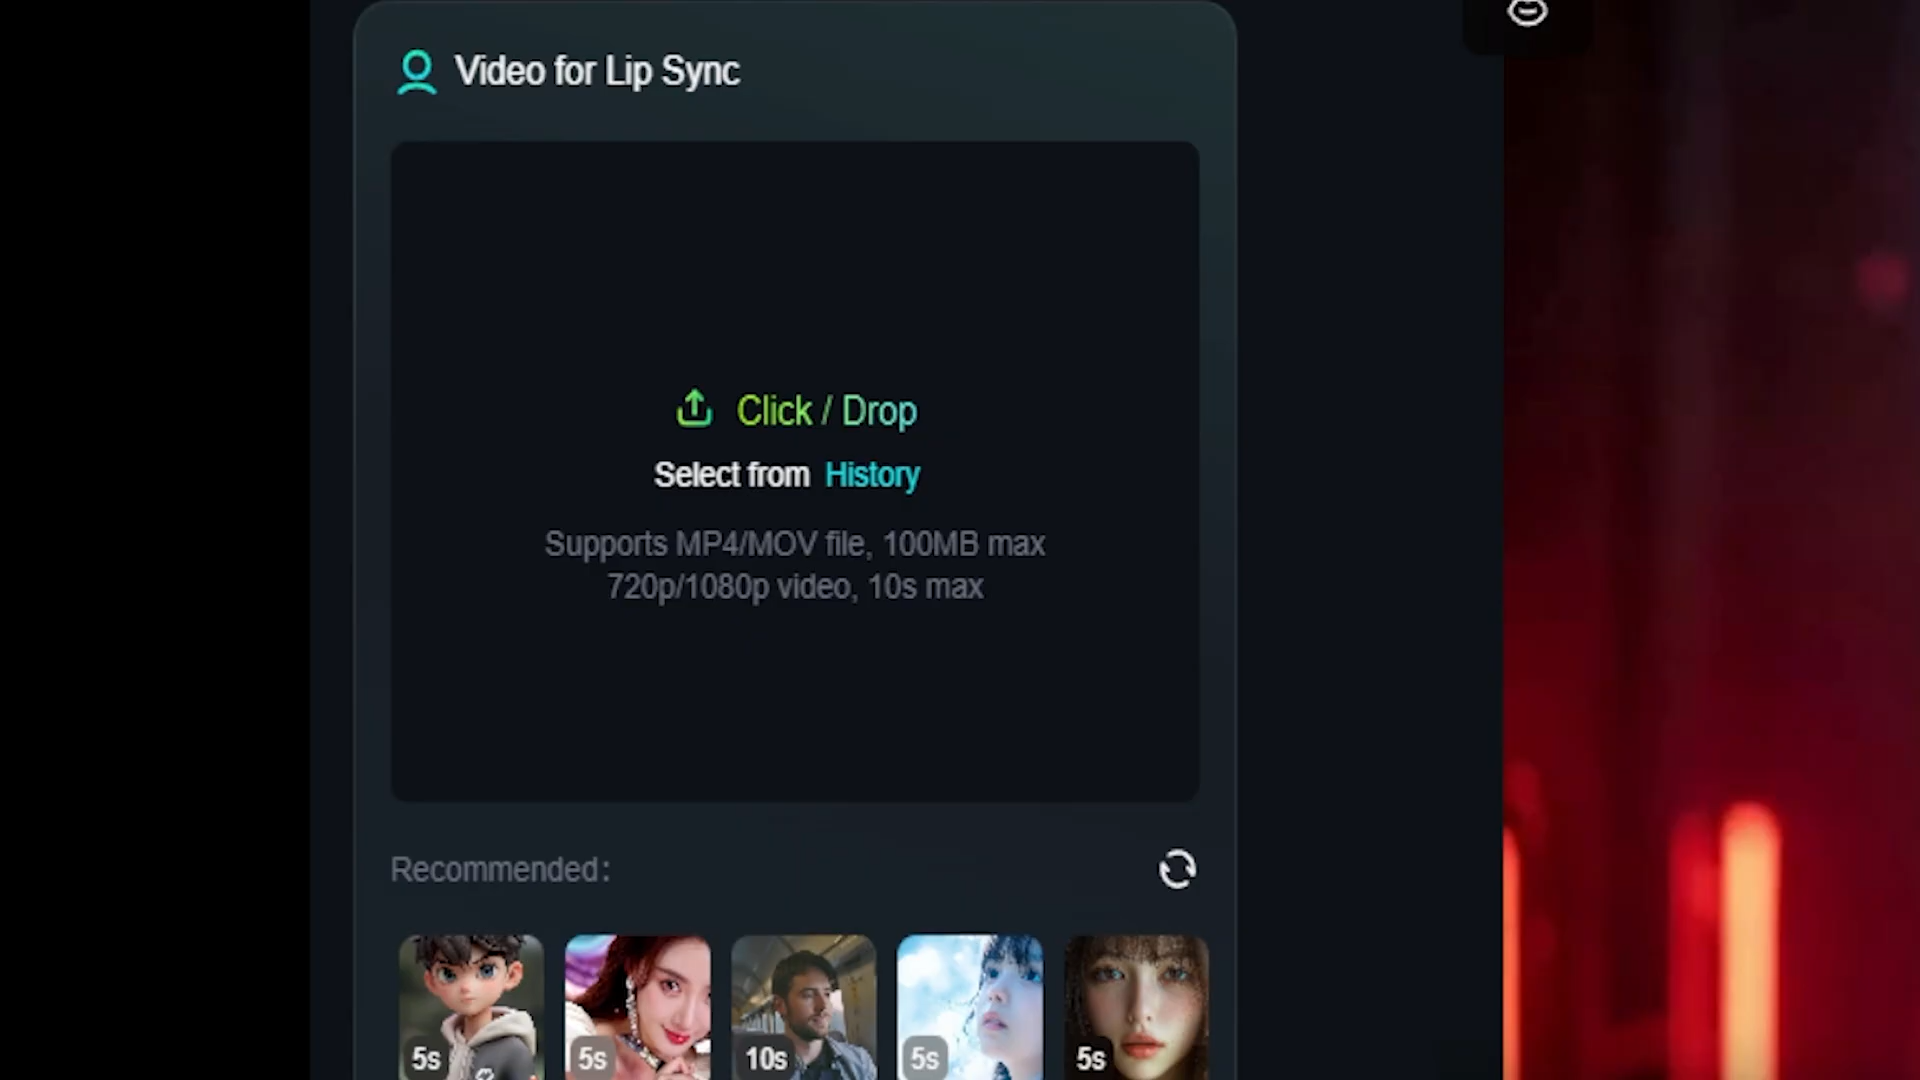 Video for Lip Sync
Click / Drop
Select from History
Supports MP4/MOV file, 100MB max
720p/1080p video, 10s max
Recommended:
5s
5s
10s
5s
5s